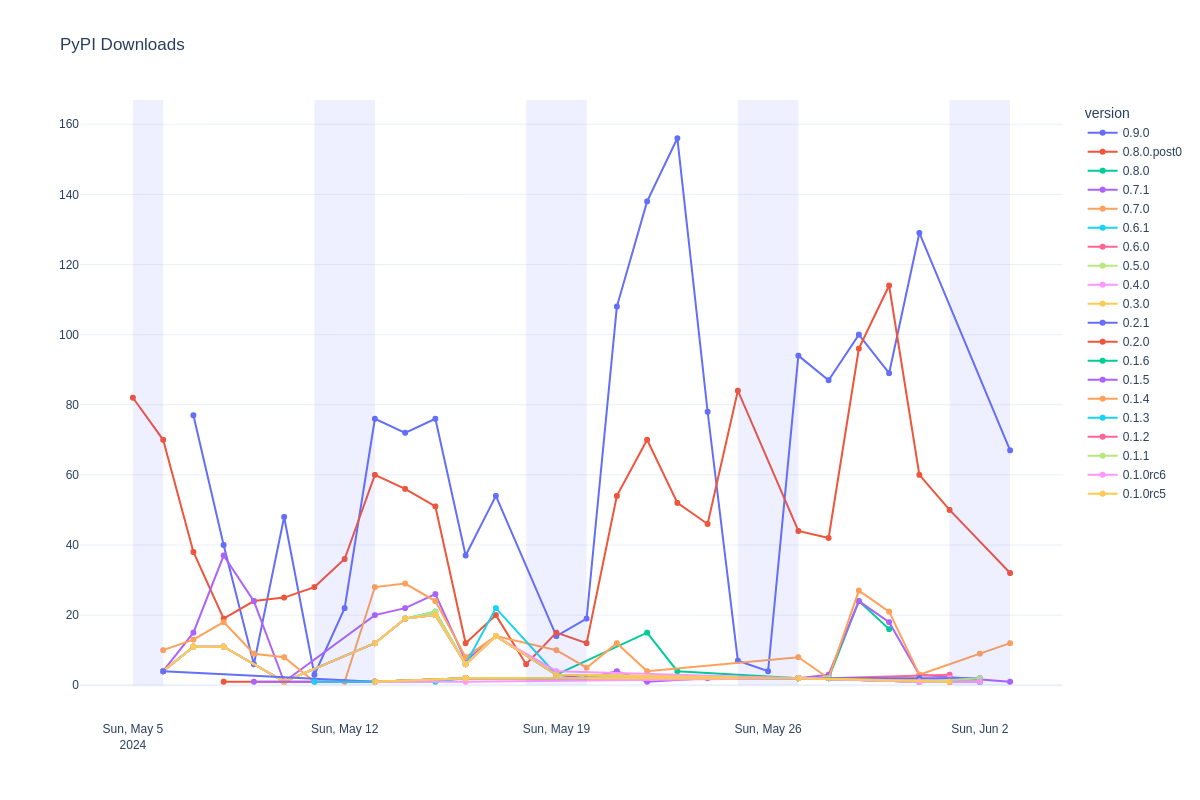 PyPI Downloads
160
140
120
100
80
60
40
20
0
Sun, May 5
2024
Sun, May 12
Sun, May 19
Sun, May 26
Sun, Jun 2
version
0.9.0
0.8.0.post0
0.8.0
0.7.1
0.7.0
0.6.1
0.6.0
0.5.0
0.4.0
0.3.0
0.2.1
0.2.0
0.1.6
0.1.5
0.1.4
0.1.3
0.1.2
0.1.1
0.1.0rc6
0.1.0rc5